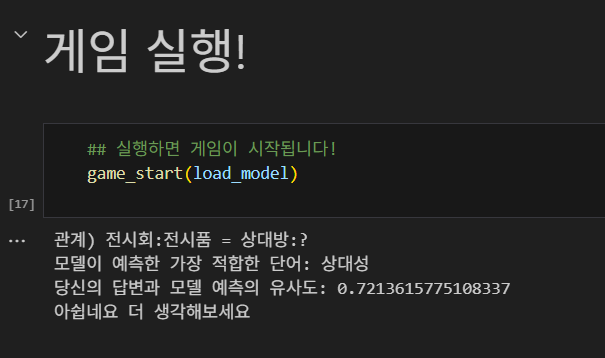 게임 실행!
## 실행하면 게임이 시작됩니다!
game_start(load_model)
[17]
... 관계) 전시회:전시품 = 상대방:?
모델이 예측한 가장 적합한 단어: 상대성
당신의 답변과 모델 예측의 유사도: 0.7213615775108337
아쉽네요 더 생각해보세요